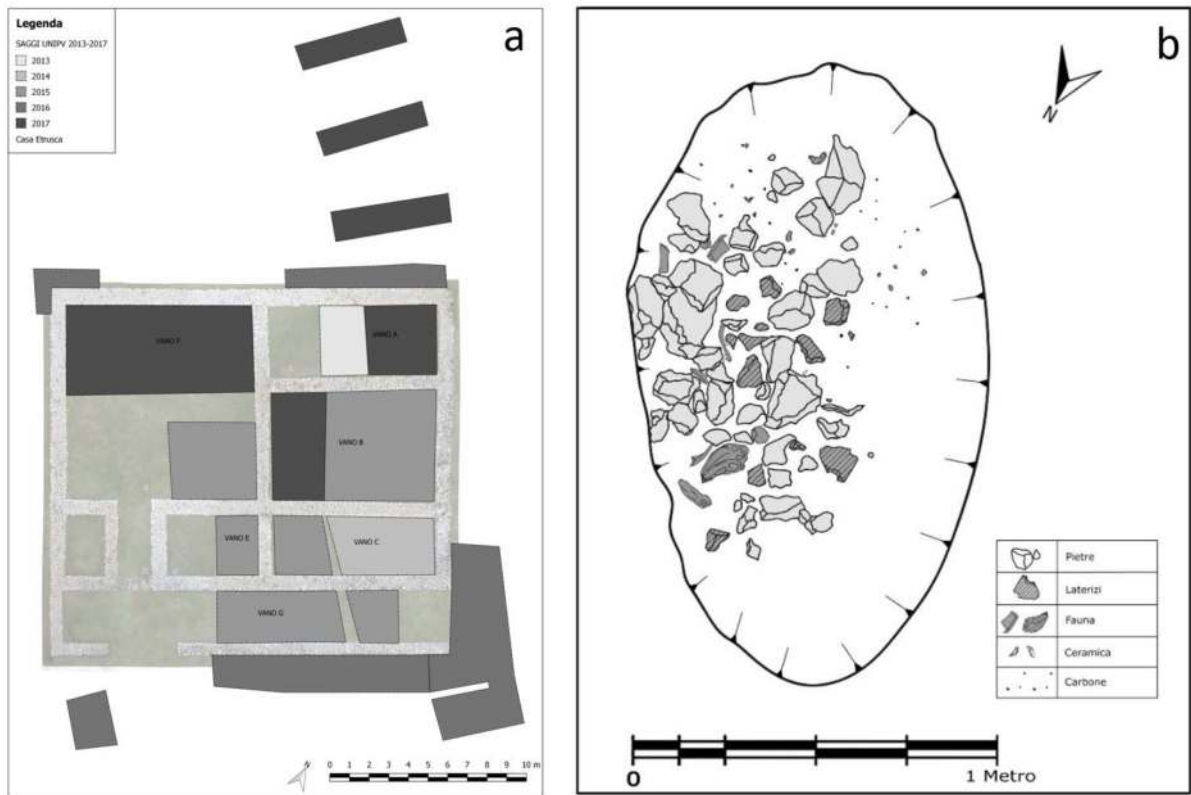 Legenda
a
SAGGI UNIPV 2013-2017
2013
2014
2015
2016
2017
Casa Etrusca
VANO F
VANO A
VANO B
VANO E
VANO C
VANO G
N
0 1 2 3 4 5 6 7 8 9 10 m
b
N
Pietre
Laterizi
Fauna
Ceramica
Carbone
0
1 Metro